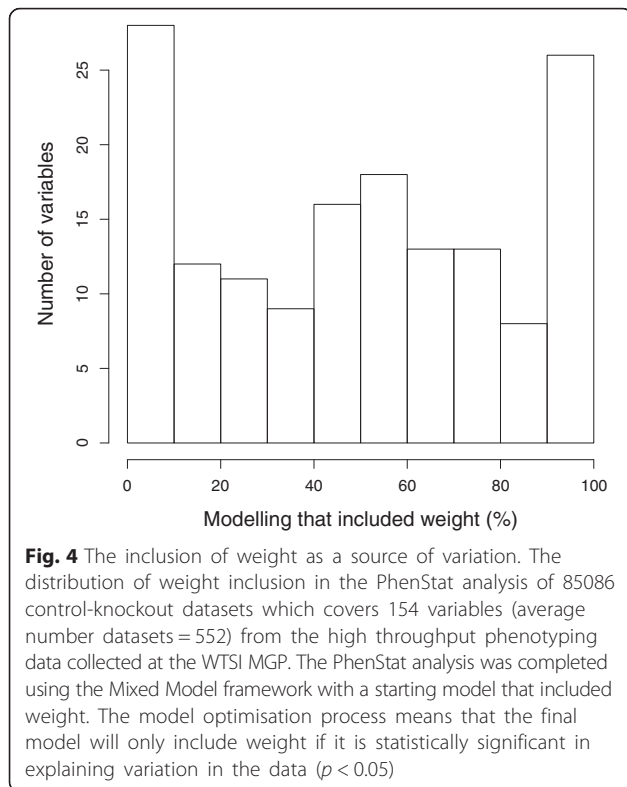 25
20
15
10
5
0
Number of variables
0 20 40 60 80 100
Modelling that included weight (%)
Fig. 4 The inclusion of weight as a source of variation. The
distribution of weight inclusion in the PhenStat analysis of 85086
control-knockout datasets which covers 154 variables (average
number datasets = 552) from the high throughput phenotyping
data collected at the WTSI MGP. The PhenStat analysis was completed
using the Mixed Model framework with a starting model that included
weight. The model optimisation process means that the final
model will only include weight if it is statistically significant in
explaining variation in the data (p < 0.05)